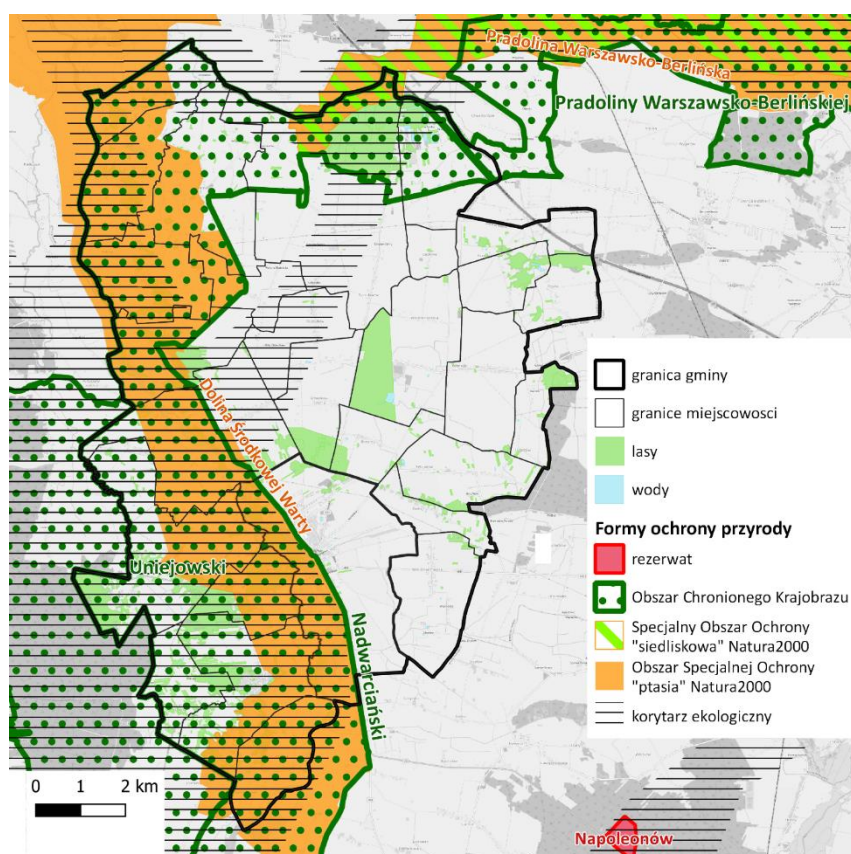 Pradolina Warszawsko-Berlińska
Pradoliny Warszawsko-Berlińskiej
Dolina Środkowej Warty
Uniejowski
Nadwarciański
granica gminy
granice miejscowosci
lasy
wody
Formy ochrony przyrody
rezerwat
Obszar Chronionego Krajobrazu
Specjalny Obszar Ochrony
"siedliskowa" Natura2000
Obszar Specjalnej Ochrony
"ptasia" Natura2000
korytarz ekologiczny
0 1 2 km
Napoleonów